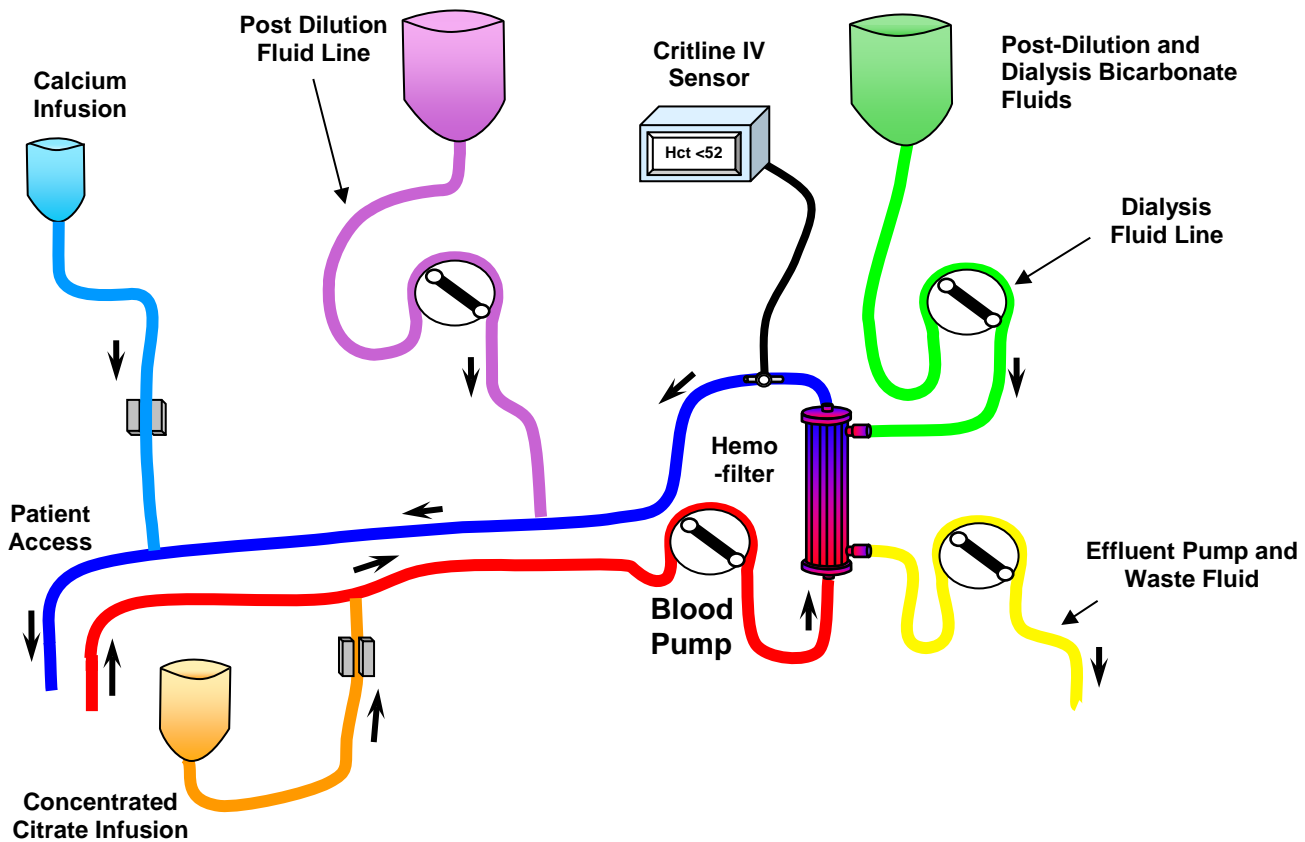 Post Dilution
Fluid Line
Calcium
Infusion
Critline IV
Sensor
Hct <52
Post-Dilution and
Dialysis Bicarbonate
Fluids
Dialysis
Fluid Line
Hemo
-filter
Patient
Access
Blood
Pump
Effluent Pump and
Waste Fluid
Concentrated
Citrate Infusion